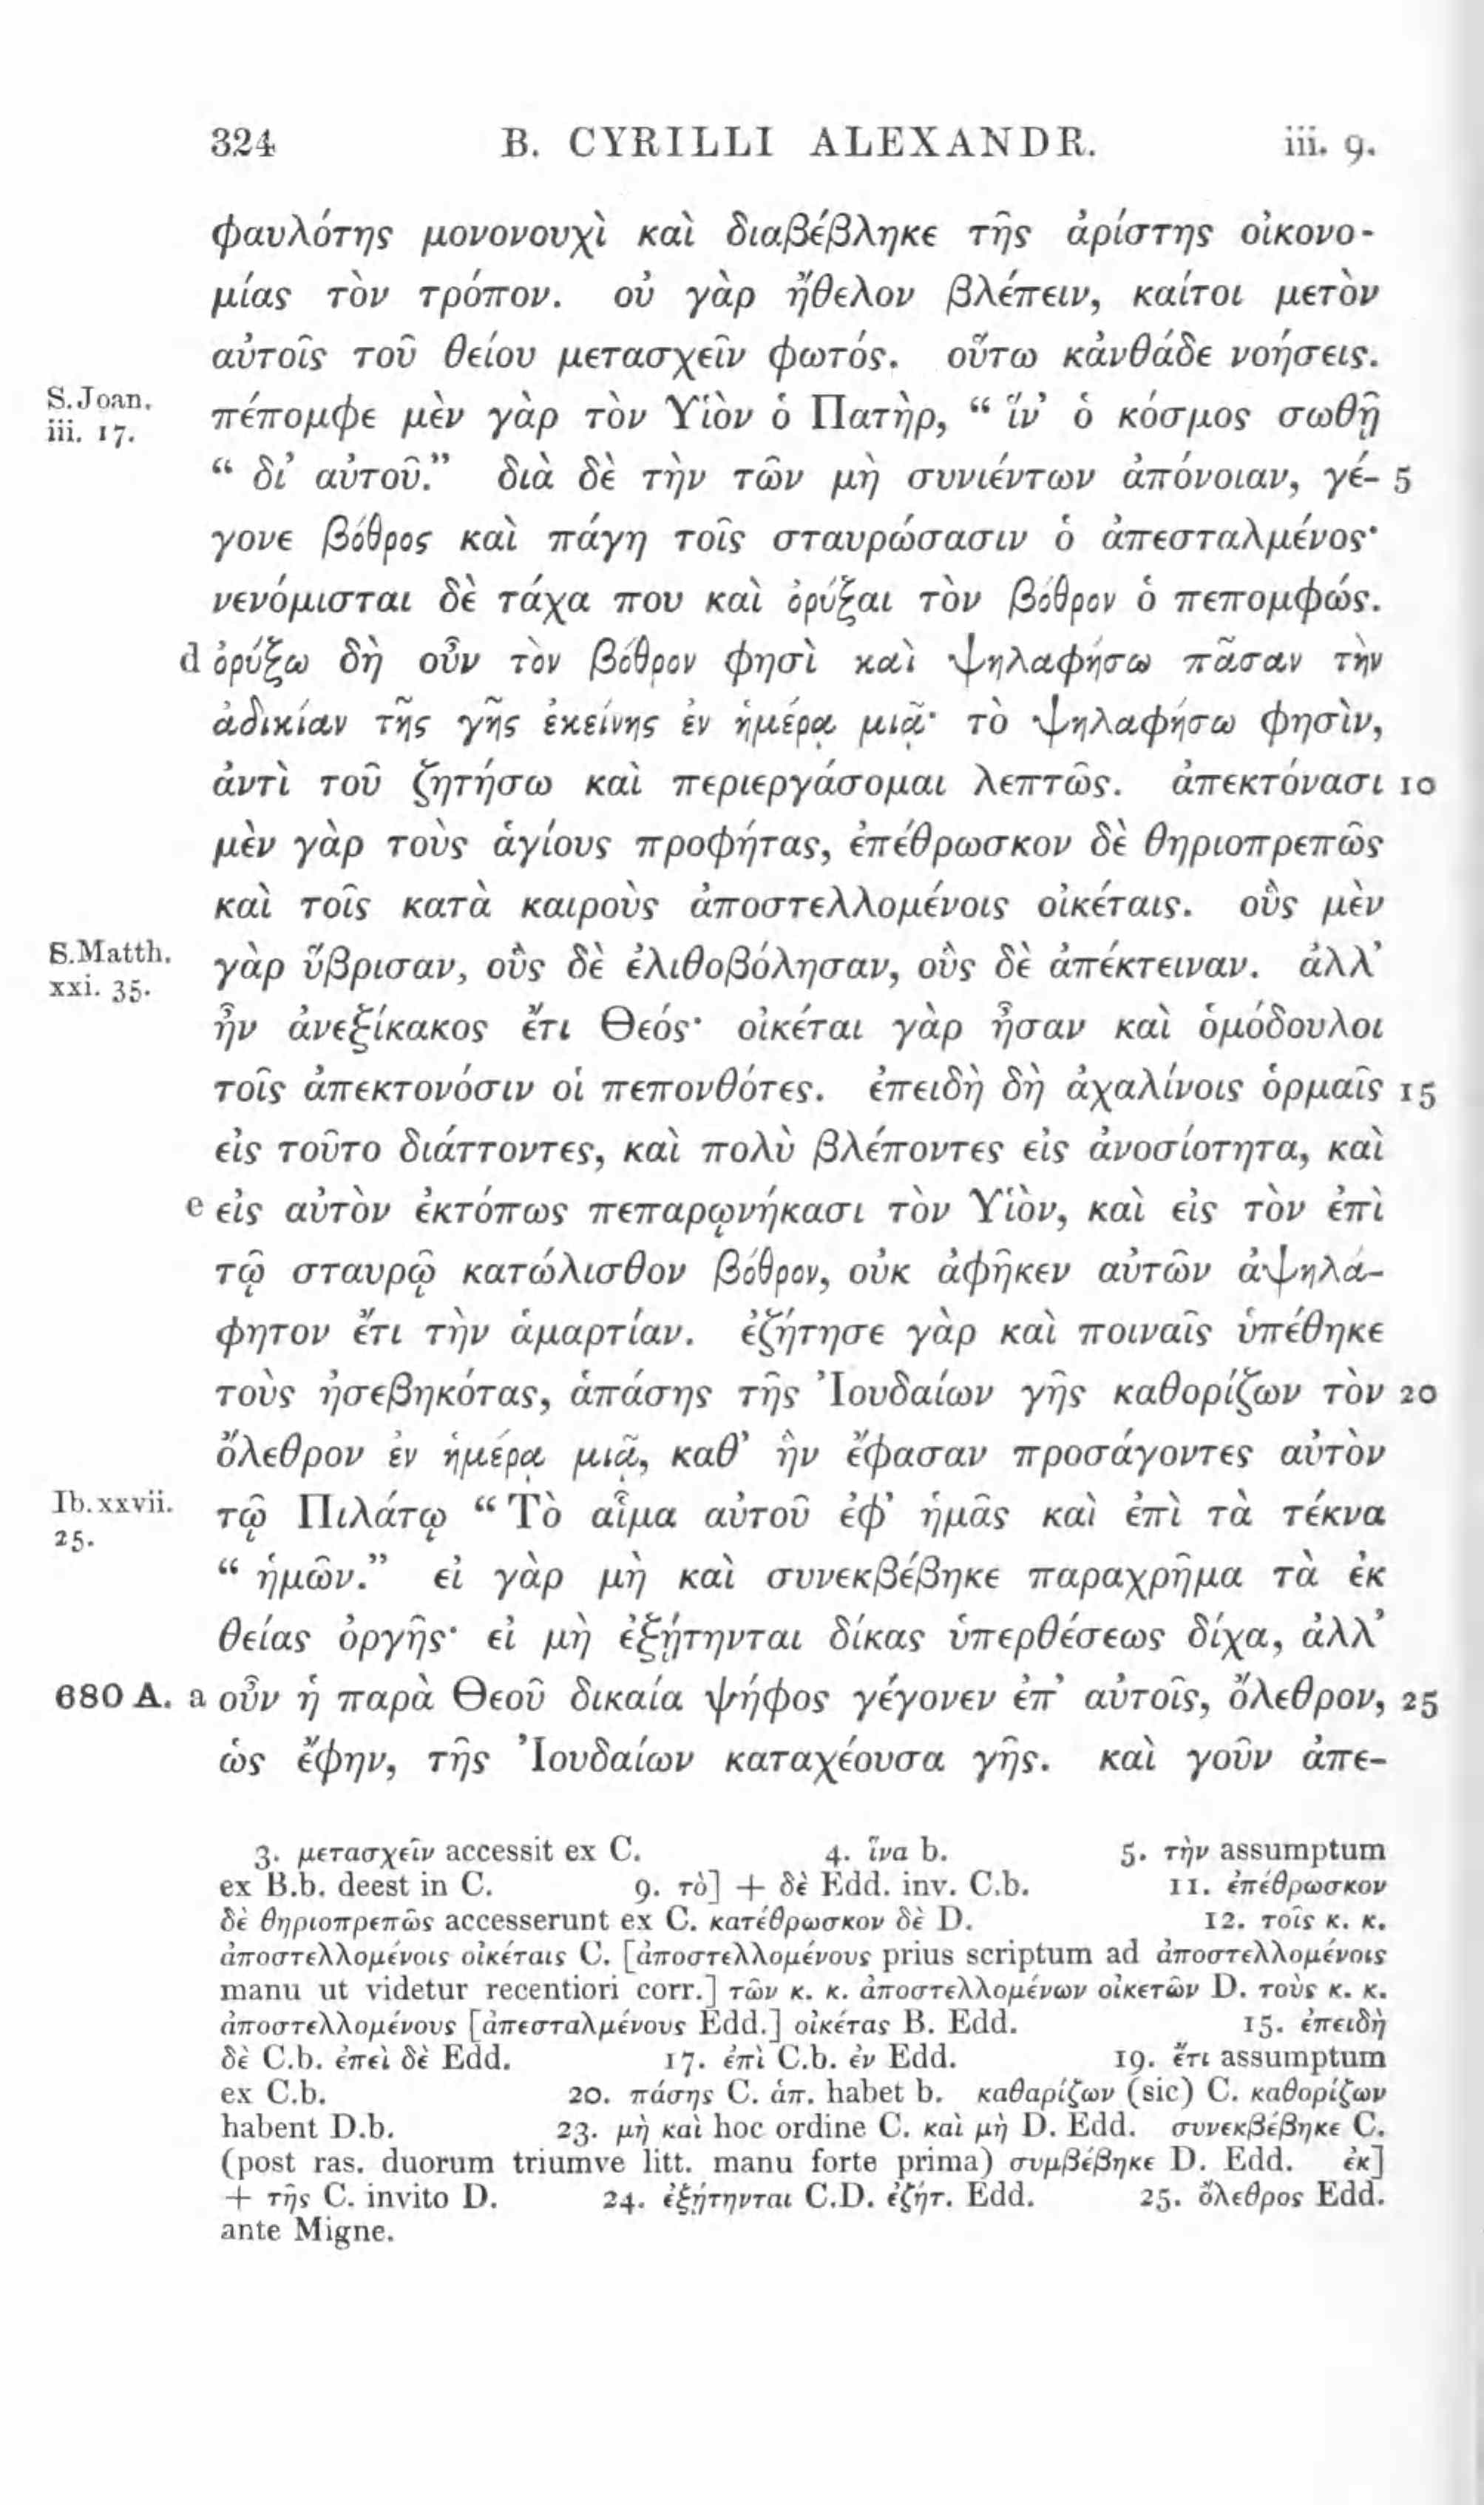 324 B. CYRILLI ALEXANDR. iii. 9.
φαυλότης μονονουχὶ καὶ διαβέβληκε τῆς ἀρίστης οἰκονο-
μίας τὸν τρόπον. οὐ γὰρ ἤθελον βλέπειν, καίτοι μετὸν
αὐτοῖς τοῦ θείου μετασχεῖν φωτός. οὕτω κἀνθάδε νοήσεις.
S. Joan. iii. 17. πέπομφε μὲν γὰρ τὸν Υἱὸν ὁ Πατὴρ, “ ἵν’ ὁ κόσμος σωθῇ
“ δι’ αὐτοῦ.” διὰ δὲ τὴν τῶν μὴ συνιέντων ἀπόνοιαν, γέ- 5
γονε βόθρος καὶ πάγη τοῖς σταυρώσασιν ὁ ἀπεσταλμένος·
νενόμισται δὲ τάχα που καὶ ὀρύξαι τὸν βόθρον ὁ πεπομφώς.
d ὀρύξω δὴ οὖν τὸν βόθρον φησὶ καὶ ψηλαφήσω πᾶσαν τὴν
ἀδικίαν τῆς γῆς ἐκείνης ἐν ἡμέρᾳ μιᾷ· τὸ ψηλαφήσω φησὶν,
ἀντὶ τοῦ ζητήσω καὶ περιεργάσομαι λεπτῶς. ἀπεκτόνασι 10
μὲν γὰρ τοὺς ἁγίους προφήτας, ἐπέθρωσκον δὲ θηριοπρεπῶς
καὶ τοῖς κατὰ καιροὺς ἀποστελλομένοις οἰκέταις. οὓς μὲν
S. Matth. xxi. 35. γὰρ ὕβρισαν, οὓς δὲ ἐλιθοβόλησαν, οὓς δὲ ἀπέκτειναν. ἀλλ’
ἦν ἀνεξίκακος ἔτι Θεός· οἰκέται γὰρ ἦσαν καὶ ὁμόδουλοι
τοῖς ἀπεκτονόσιν οἱ πεπονθότες. ἐπειδὴ δὴ ἀχαλίνοις ὁρμαῖς 15
εἰς τοῦτο διάττοντες, καὶ πολὺ βλέποντες εἰς ἀνοσίοτητα, καὶ
e εἰς αὐτὸν ἐκτόπως πεπαρῳνήκασι τὸν Υἱὸν, καὶ εἰς τὸν ἐπὶ
τῷ σταυρῷ κατώλισθον βόθρον, οὐκ ἀφῆκεν αὐτῶν ἀψηλά-
φητον ἔτι τὴν ἁμαρτίαν. ἐζήτησε γὰρ καὶ ποιναῖς ὑπέθηκε
τοὺς ἠσεβηκότας, ἁπάσης τῆς Ἰουδαίων γῆς καθορίζων τὸν 20
ὄλεθρον ἐν ἡμέρᾳ μιᾷ, καθ’ ἣν ἔφασαν προσάγοντες αὐτὸν
Ib. xxvii. 25. τῷ Πιλάτῳ “ Τὸ αἷμα αὐτοῦ ἐφ’ ἡμᾶς καὶ ἐπὶ τὰ τέκνα
“ ἡμῶν.” εἰ γὰρ μὴ καὶ συνεκβέβηκε παραχρῆμα τὰ ἐκ
θείας ὀργῆς· εἰ μὴ ἐξῄτηνται δίκας ὑπερθέσεως δίχα, ἀλλ’
680 A. a οὖν ἡ παρὰ Θεοῦ δικαία ψήφος γέγονεν ἐπ’ αὐτοῖς, ὄλεθρον, 25
ὡς ἔφην, τῆς Ἰουδαίων καταχέουσα γῆς. καὶ γοῦν ἀπε-
3. μετασχεῖν accessit ex C. 4. ἵνα b. 5. τὴν assumptum
ex B.b. deest in C. 9. τὸ] + δὲ Edd. inv. C.b. 11. ἐπέθρωσκον
δὲ θηριοπρεπῶς accesserunt ex C. κατέθρωσκον δὲ D. 12. τοῖς κ. κ.
ἀποστελλομένοις οἰκέταις C. [ἀποστελλομένους prius scriptum ad ἀποστελλομένοις
manu ut videtur recentiori corr.] τῶν κ. κ. ἀποστελλομένων οἰκετῶν D. τοὺς κ. κ.
ἀποστελλομένους [ἀπεσταλμένους Edd.] οἰκέτας B. Edd. 15. ἐπειδὴ
δὲ C.b. ἐπεὶ δὲ Edd. 17. ἐπὶ C.b. ἐν Edd. 19. ἔτι assumptum
ex C.b. 20. πάσης C. ἁπ. habet b. καθαρίζων (sic) C. καθορίζων
habent D.b. 23. μὴ καὶ hoc ordine C. καὶ μὴ D. Edd. συνεκβέβηκε C.
(post ras. duorum triumve litt. manu forte prima) συμβέβηκε D. Edd. ἐκ]
+ τῆς C. invito D. 24. ἐξῄτηνται C.D. ἐζήτ. Edd. 25. ὄλεθρος Edd.
ante Migne.